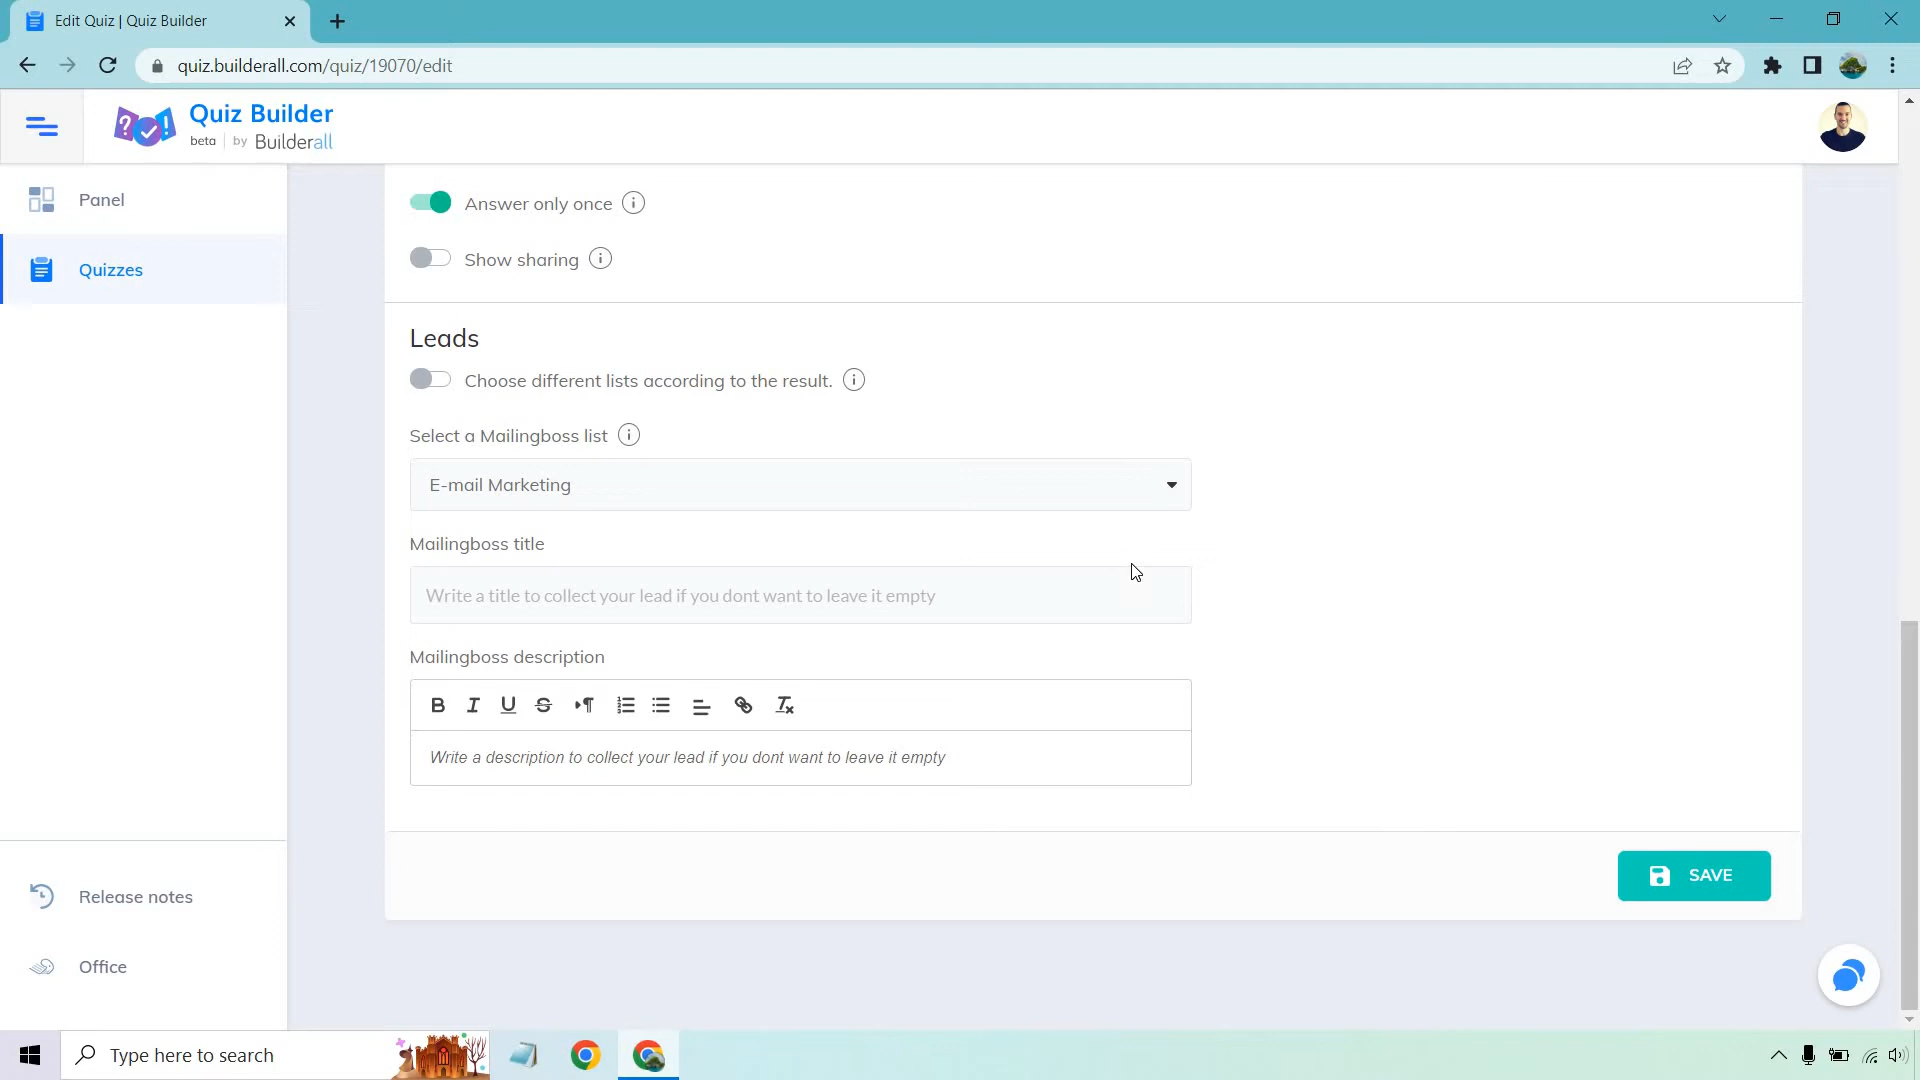 Edit Quiz | Quiz Builder
quiz.builderall.com/quiz/19070/edit
Quiz Builder
beta | by Builderall
Panel
Quizzes
Answer only once
Show sharing
Leads
Choose different lists according to the result.
Select a Mailingboss list
E-mail Marketing
Mailingboss title
Write a title to collect your lead if you dont want to leave it empty
Mailingboss description
Write a description to collect your lead if you dont want to leave it empty
SAVE
Release notes
Office
Type here to search